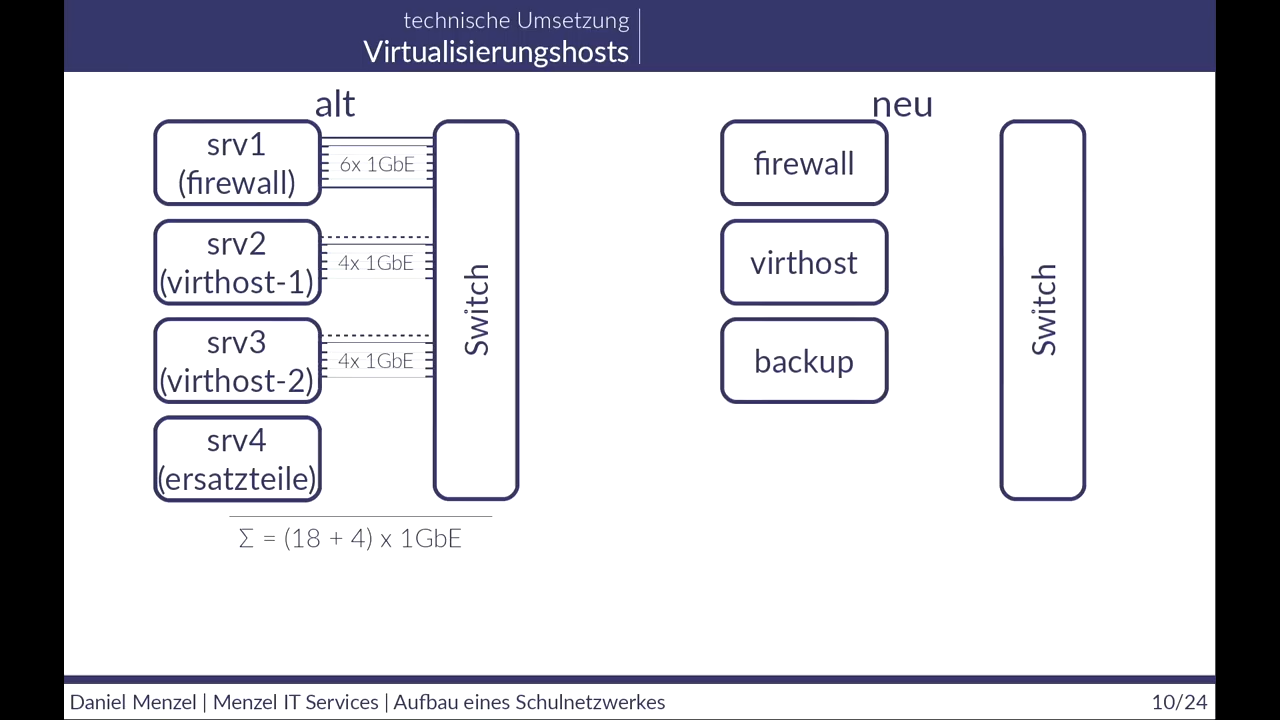 technische Umsetzung
Virtualisierungshosts
alt
srv1
(firewall)
6x 1GbE
srv2
(virthost-1)
4x 1GbE
srv3
(virthost-2)
4x 1GbE
srv4
(ersatzteile)
Switch
Σ = (18 + 4) x 1GbE
neu
firewall
virthost
backup
Switch
Daniel Menzel | Menzel IT Services | Aufbau eines Schulnetzwerkes
10/24